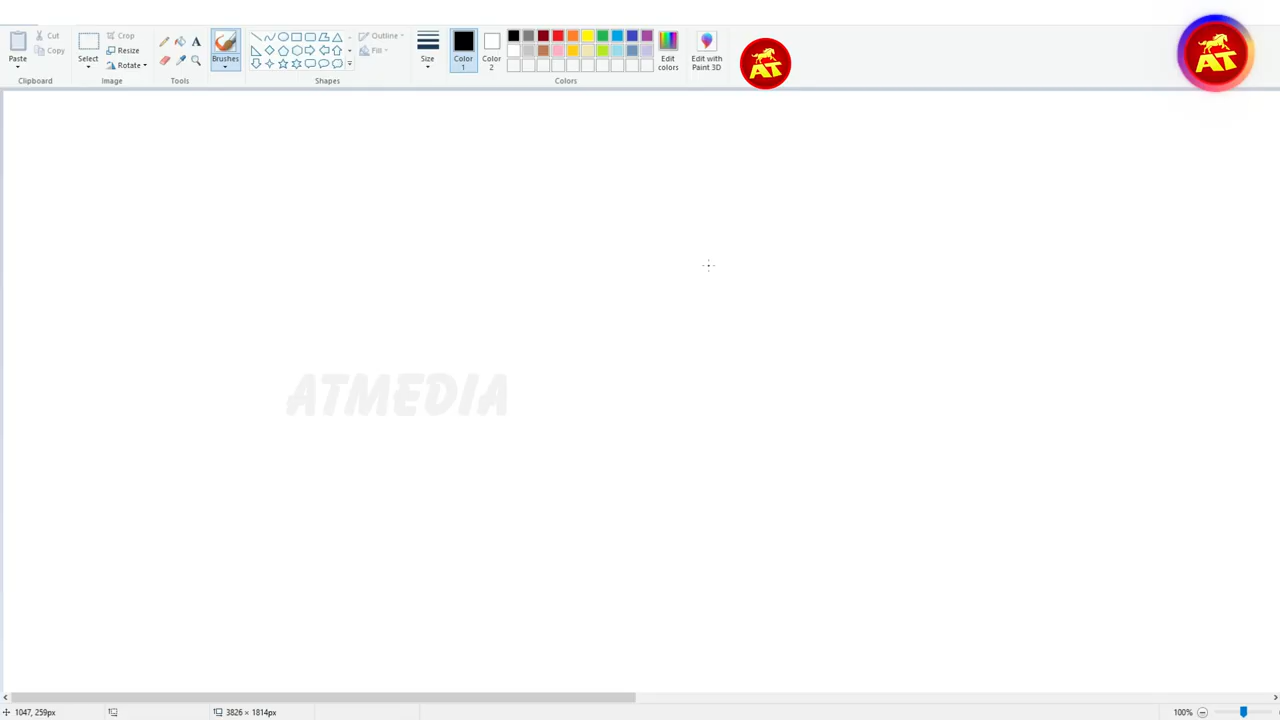 Cut
Copy
Paste
Clipboard
Crop
Resize
Rotate
Select
Image
A
Tools
Brushes
Outline
Fill
Shapes
Size
Color
1
Color
2
Edit
colors
Colors
Edit with
Paint 3D
AT
AT
ATMEDIA
1047, 259px
3826 × 1814px
100%